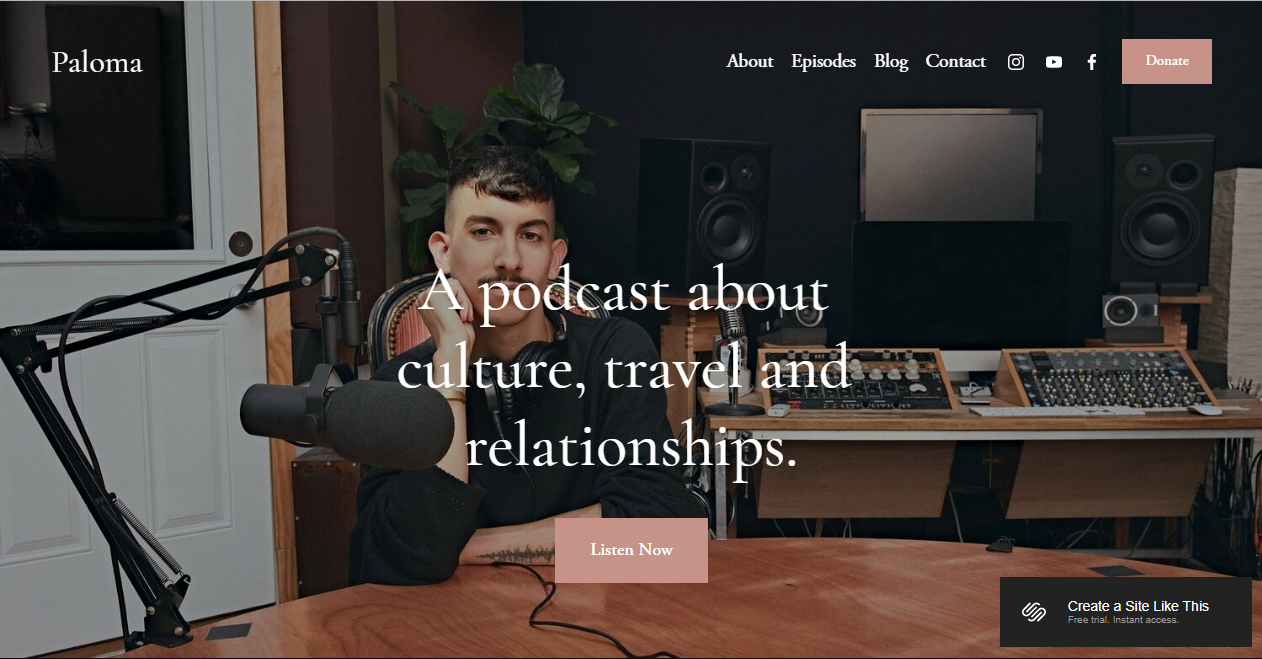 Paloma
About Episodes Blog Contact Donate
A podcast about
culture, travel and
relationships.
Listen Now
Create a Site Like This
Free trial. Instant access.